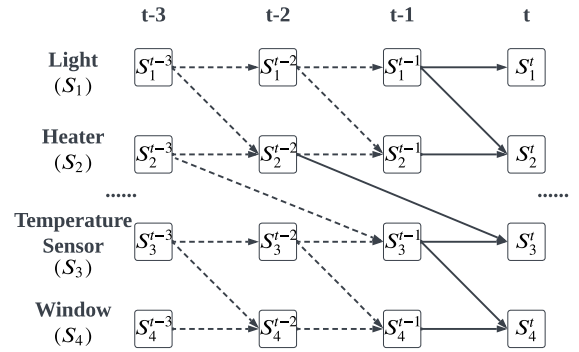 t-3 t-2 t-1 t
Light
(S₁)
S₁ᵗ⁻³ S₁ᵗ⁻² S₁ᵗ⁻¹ S₁ᵗ
Heater
(S₂)
S₂ᵗ⁻³ S₂ᵗ⁻² S₂ᵗ⁻¹ S₂ᵗ
...... ......
Temperature
Sensor
(S₃)
S₃ᵗ⁻³ S₃ᵗ⁻² S₃ᵗ⁻¹ S₃ᵗ
Window
(S₄)
S₄ᵗ⁻³ S₄ᵗ⁻² S₄ᵗ⁻¹ S₄ᵗ